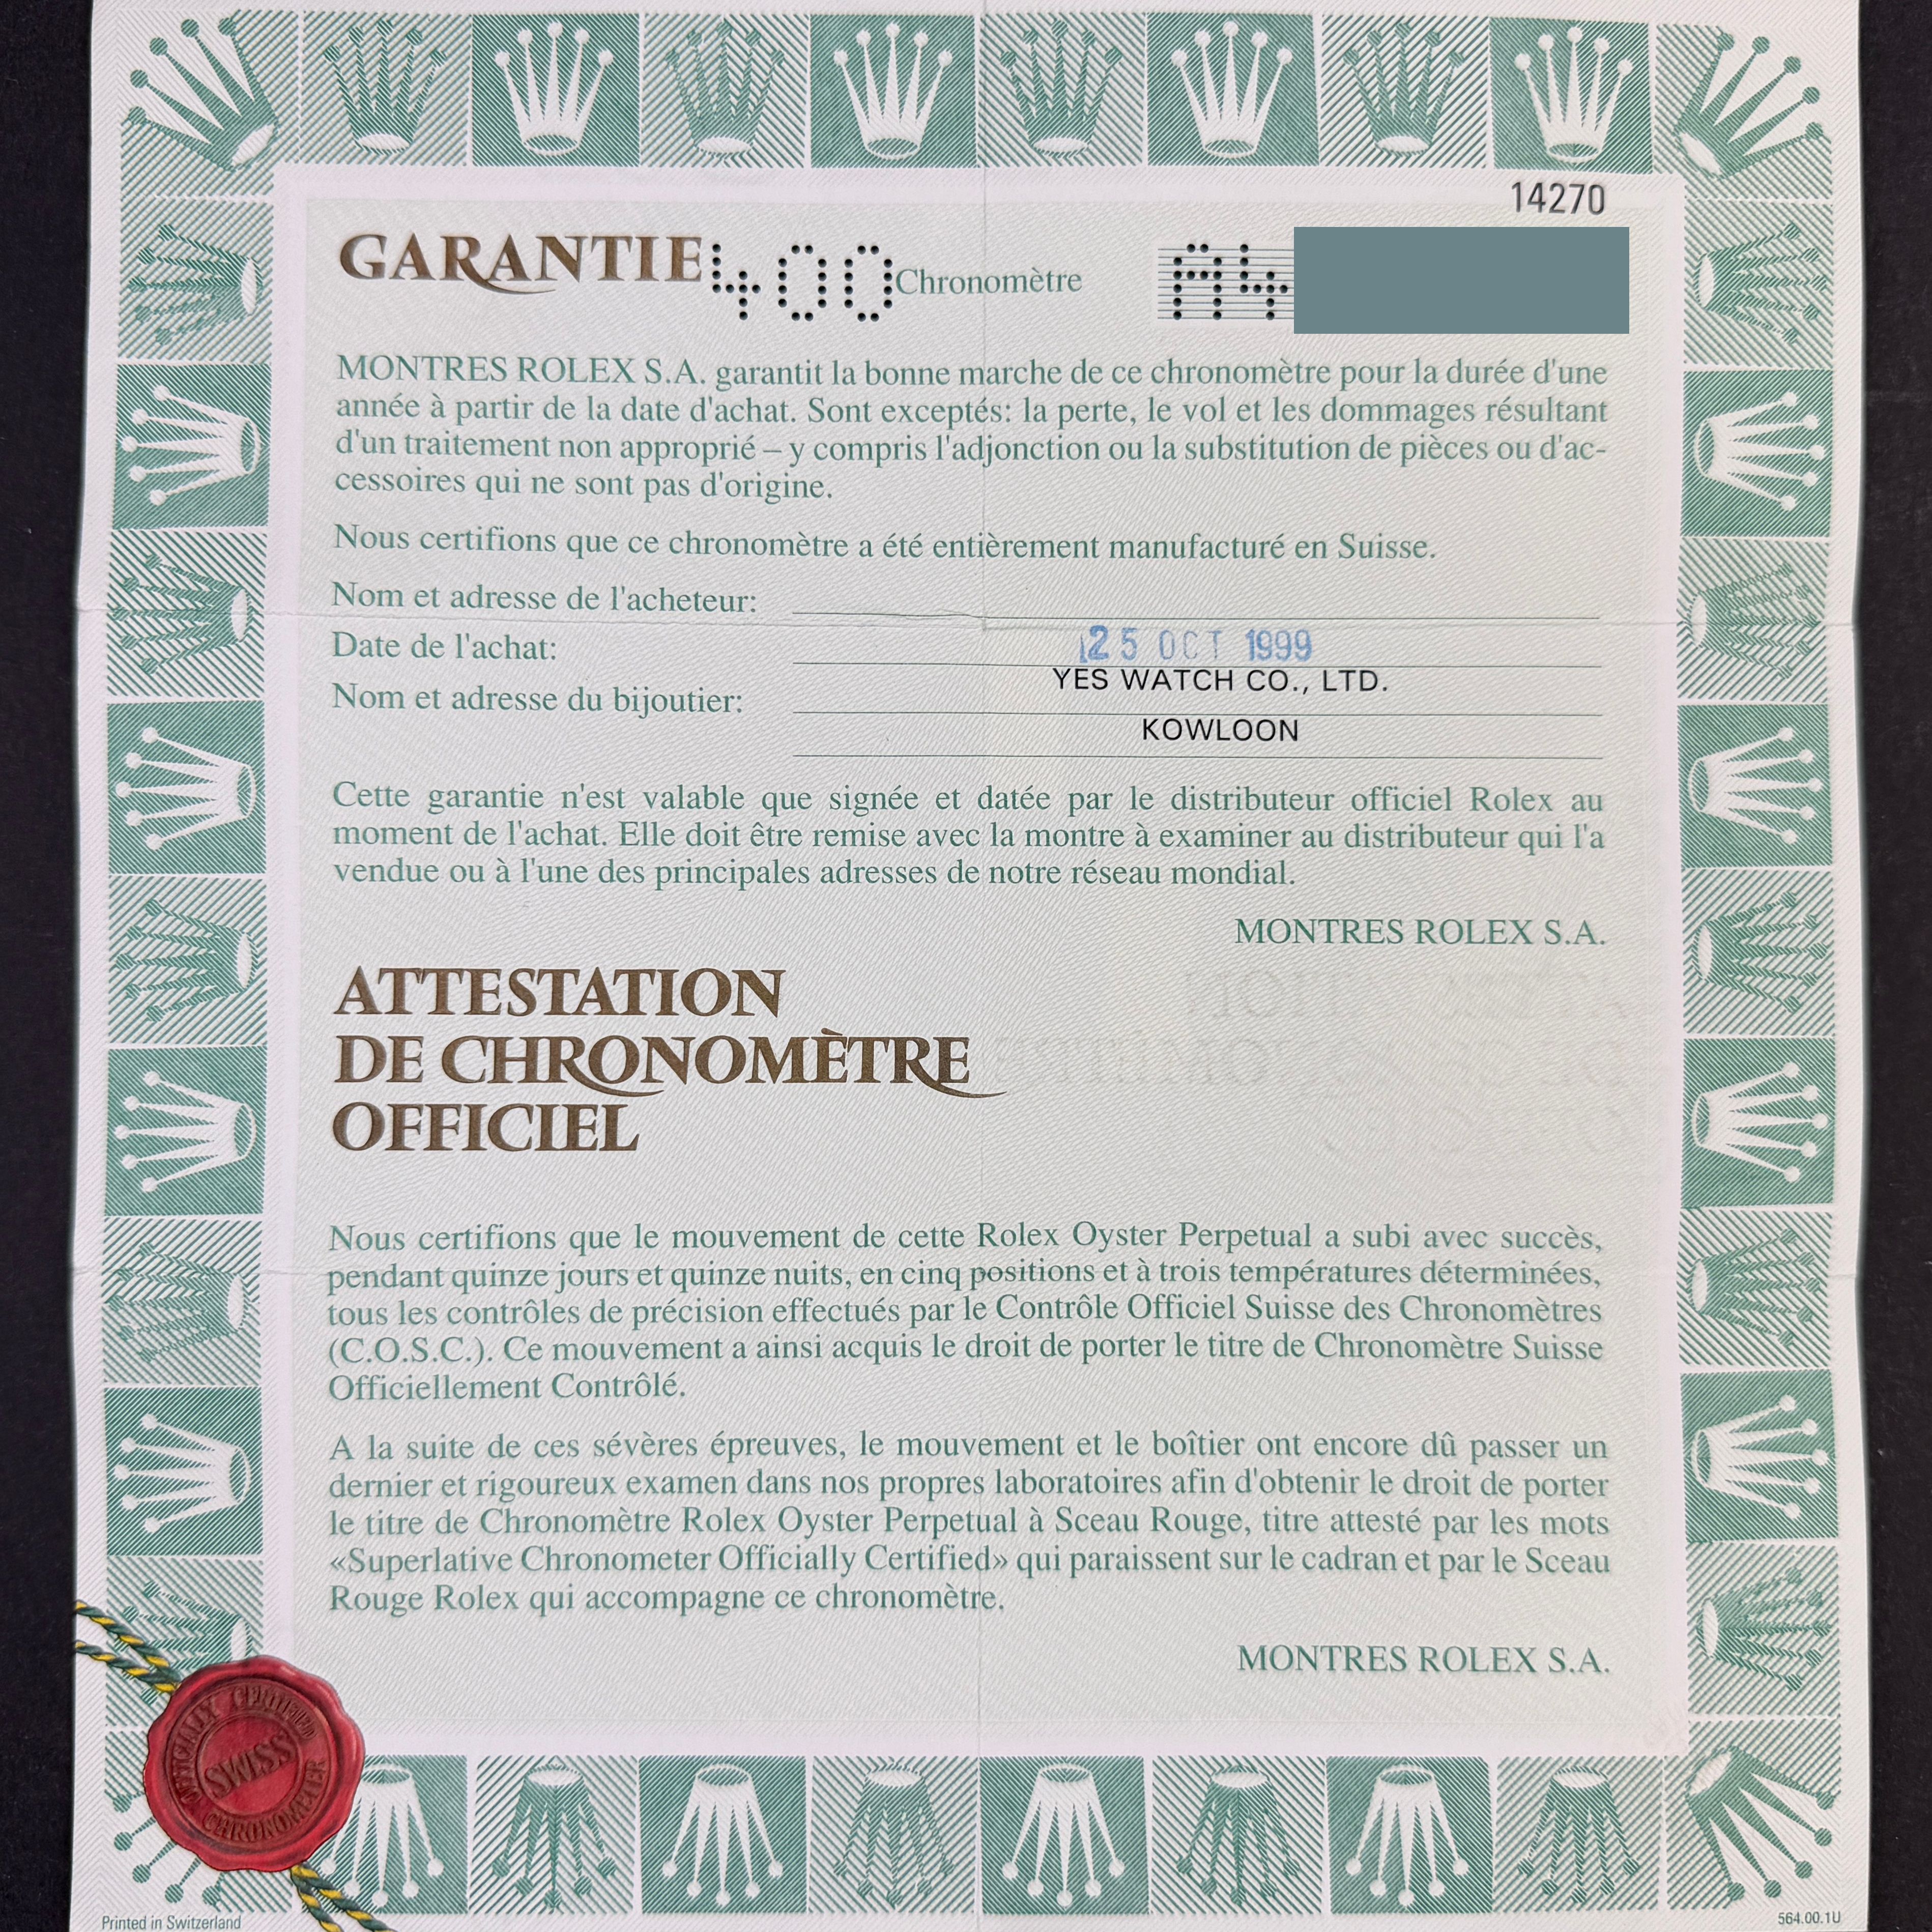 14270
GARANTIE 400 Chronomètre A4
MONTRES ROLEX S.A. garantit la bonne marche de ce chronomètre pour la durée d'une
année à partir de la date d'achat. Sont exceptés: la perte, le vol et les dommages résultant
d'un traitement non approprié – y compris l'adjonction ou la substitution de pièces ou d'ac-
cessoires qui ne sont pas d'origine.
Nous certifions que ce chronomètre a été entièrement manufacturé en Suisse.
Nom et adresse de l'acheteur:
Date de l'achat: 25 OCT 1999
YES WATCH CO., LTD.
Nom et adresse du bijoutier:
KOWLOON
Cette garantie n'est valable que signée et datée par le distributeur officiel Rolex au
moment de l'achat. Elle doit être remise avec la montre à examiner au distributeur qui l'a
vendue ou à l'une des principales adresses de notre réseau mondial.
MONTRES ROLEX S.A.
ATTESTATION
DE CHRONOMÈTRE
OFFICIEL
Nous certifions que le mouvement de cette Rolex Oyster Perpetual a subi avec succès,
pendant quinze jours et quinze nuits, en cinq positions et à trois températures déterminées,
tous les contrôles de précision effectués par le Contrôle Officiel Suisse des Chronomètres
(C.O.S.C.). Ce mouvement a ainsi acquis le droit de porter le titre de Chronomètre Suisse
Officiellement Contrôlé.
A la suite de ces sévères épreuves, le mouvement et le boîtier ont encore dû passer un
dernier et rigoureux examen dans nos propres laboratoires afin d'obtenir le droit de porter
le titre de Chronomètre Rolex Oyster Perpetual à Sceau Rouge, titre attesté par les mots
«Superlative Chronometer Officially Certified» qui paraissent sur le cadran et par le Sceau
Rouge Rolex qui accompagne ce chronomètre.
MONTRES ROLEX S.A.
OFFICIALLY CERTIFIED
SWISS
CHRONOMETER
Printed in Switzerland
564.00.1U